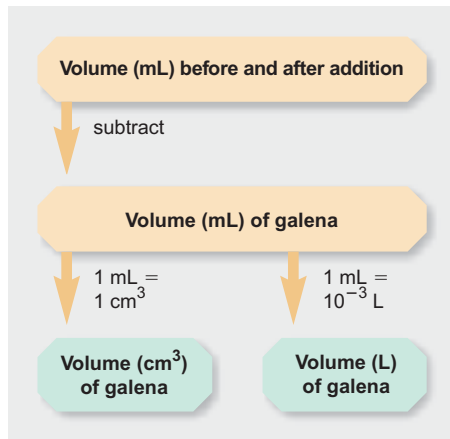 Volume (mL) before and after addition
subtract
Volume (mL) of galena
1 mL =
1 cm³
1 mL =
10⁻³ L
Volume (cm³)
of galena
Volume (L)
of galena